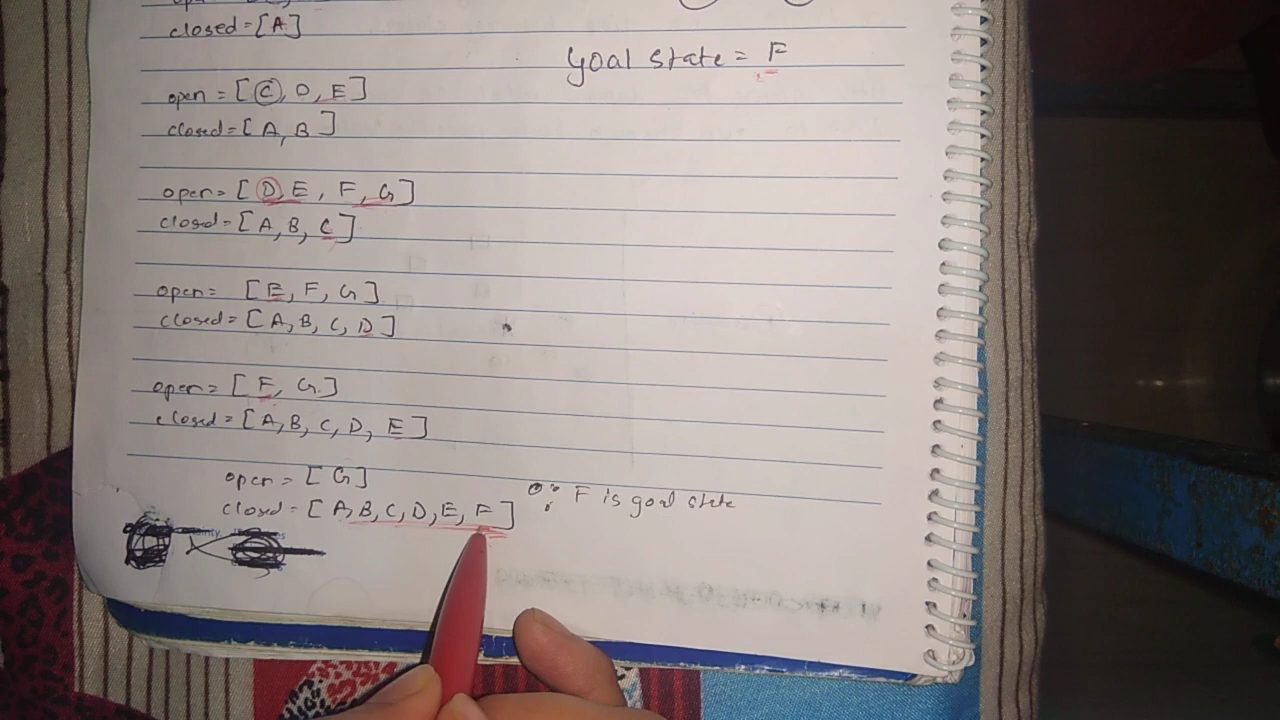 closed = [A]
Goal state = F
open = [C, D, E]
closed = [A, B]
open = [D, E, F, G]
closed = [A, B, C]
open = [E, F, G]
closed = [A, B, C, D]
open = [F, G]
closed = [A, B, C, D, E]
open = [G]
closed = [A, B, C, D, E, F] ∵ F is goal state